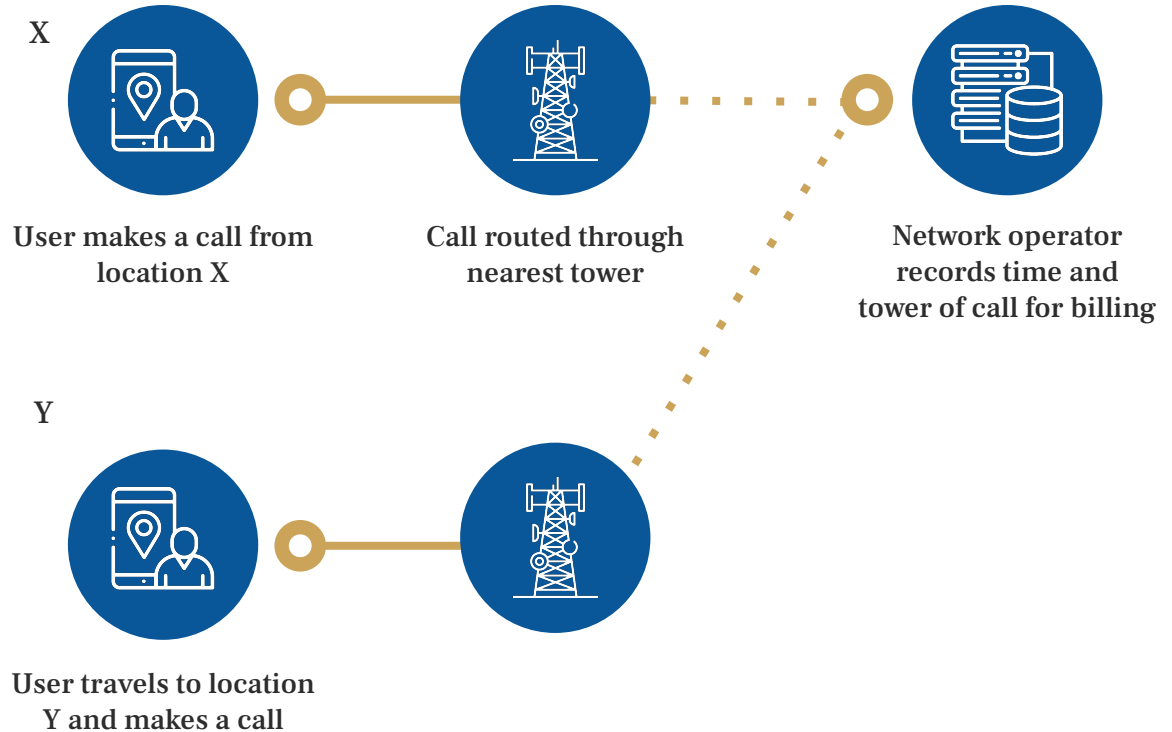 X
User makes a call from
location X
Call routed through
nearest tower
Network operator
records time and
tower of call for billing
Y
User travels to location
Y and makes a call